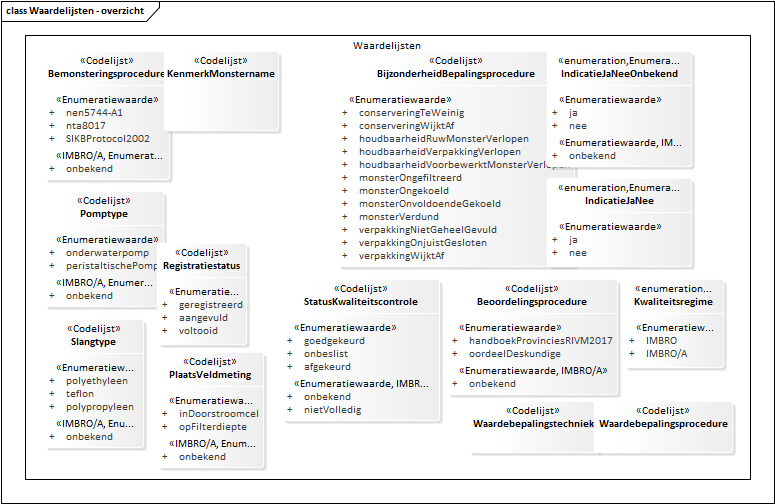 class Waardelijsten - overzicht
Waardelijsten
«Codelijst»
Bemonsteringsprocedure
«Enumeratiewaarde»
+ nen5744-A1
+ nta8017
+ SIKBProtocol2002
«IMBRO/A, Enumerat...
+ onbekend
«Codelijst»
KenmerkMonstername
«Codelijst»
BijzonderheidBepalingsprocedure
«Enumeratiewaarde»
+ conserveringTeWeinig
+ conserveringWijktAf
+ houdbaarheidRuwMonsterVerlopen
+ houdbaarheidVerpakkingVerlopen
+ houdbaarheidVoorbewerktMonsterVerlopen
+ monsterOngefiltreerd
+ monsterOngekoeld
+ monsterOnvoldoendeGekoeld
+ monsterVerdund
+ verpakkingNietGeheelGevuld
+ verpakkingOnjuistGesloten
+ verpakkingWijktAf
«enumeration,Enumera...
IndicatieJaNeeOnbekend
«Enumeratiewaarde»
+ ja
+ nee
«Enumeratiewaarde, IM...
+ onbekend
«enumeration,Enumera...
IndicatieJaNee
«Enumeratiewaarde»
+ ja
+ nee
«Codelijst»
Pomptype
«Enumeratiewaarde»
+ onderwaterpomp
+ peristaltischePomp
«IMBRO/A, Enumer...
+ onbekend
«Codelijst»
Registratiestatus
«Enumeratie...
+ geregistreerd
+ aangevuld
+ voltooid
«Codelijst»
Slangtype
«Enumeratiew...
+ polyethyleen
+ teflon
+ polypropyleen
«IMBRO/A, Enu...
+ onbekend
«Codelijst»
PlaatsVeldmeting
«Enumeratiewa...
+ inDoorstroomcel
+ opFilterdiepte
«IMBRO/A, Enum...
+ onbekend
«Codelijst»
StatusKwaliteitscontrole
«Enumeratiewaarde»
+ goedgekeurd
+ onbeslist
+ afgekeurd
«Enumeratiewaarde, IMBR...
+ onbekend
+ nietVolledig
«Codelijst»
Beoordelingsprocedure
«Enumeratiewaarde»
+ handboekProvinciesRIVM2017
+ oordeelDeskundige
«Enumeratiewaarde, IMBRO/A»
+ onbekend
«enumeration...
Kwaliteitsregime
«Enumeratiew...
+ IMBRO
+ IMBRO/A
«Codelijst»
Waardebepalingstechniek
«Codelijst»
Waardebepalingsprocedure